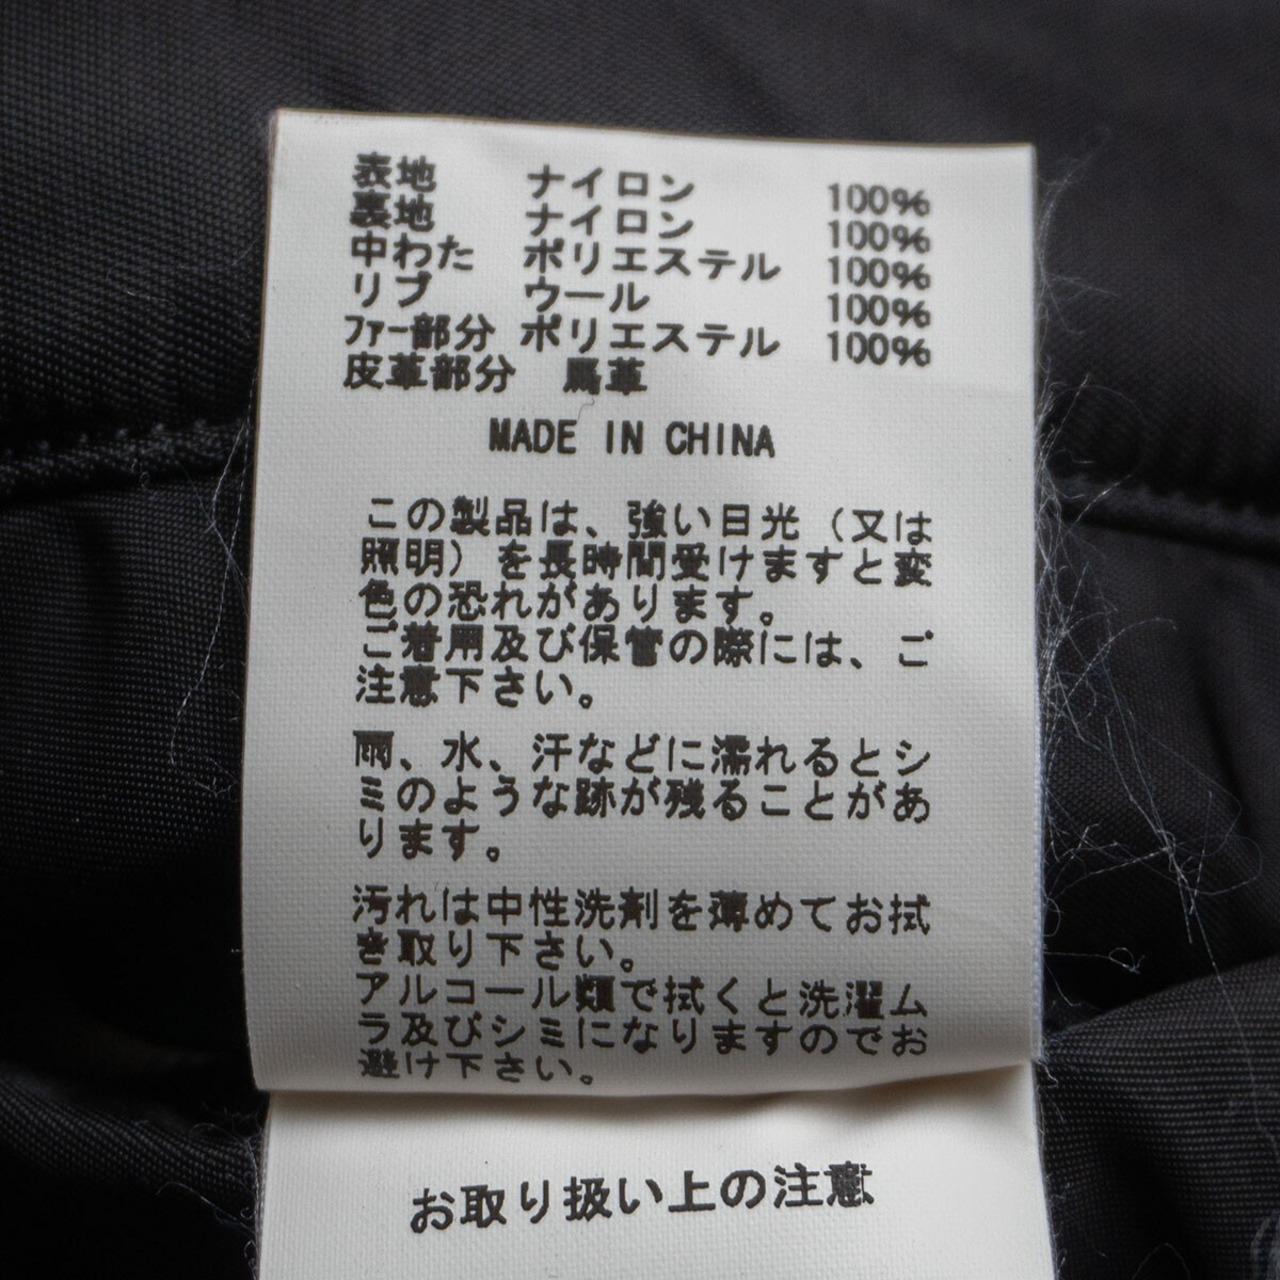 表地 ナイロン 100%
裏地 ナイロン 100%
中わた ポリエステル 100%
リブ ウール 100%
ファー部分 ポリエステル 100%
皮革部分 馬革
MADE IN CHINA
この製品は、強い日光（又は
照明）を長時間受けますと変
色の恐れがあります。
ご着用及び保管の際には、ご
注意下さい。
雨、水、汗などに濡れるとシ
ミのような跡が残ることがあ
ります。
汚れは中性洗剤を薄めてお拭
き取り下さい。
アルコール類で拭くと洗濯ム
ラ及びシミになりますのでお
避け下さい。
お取り扱い上の注意